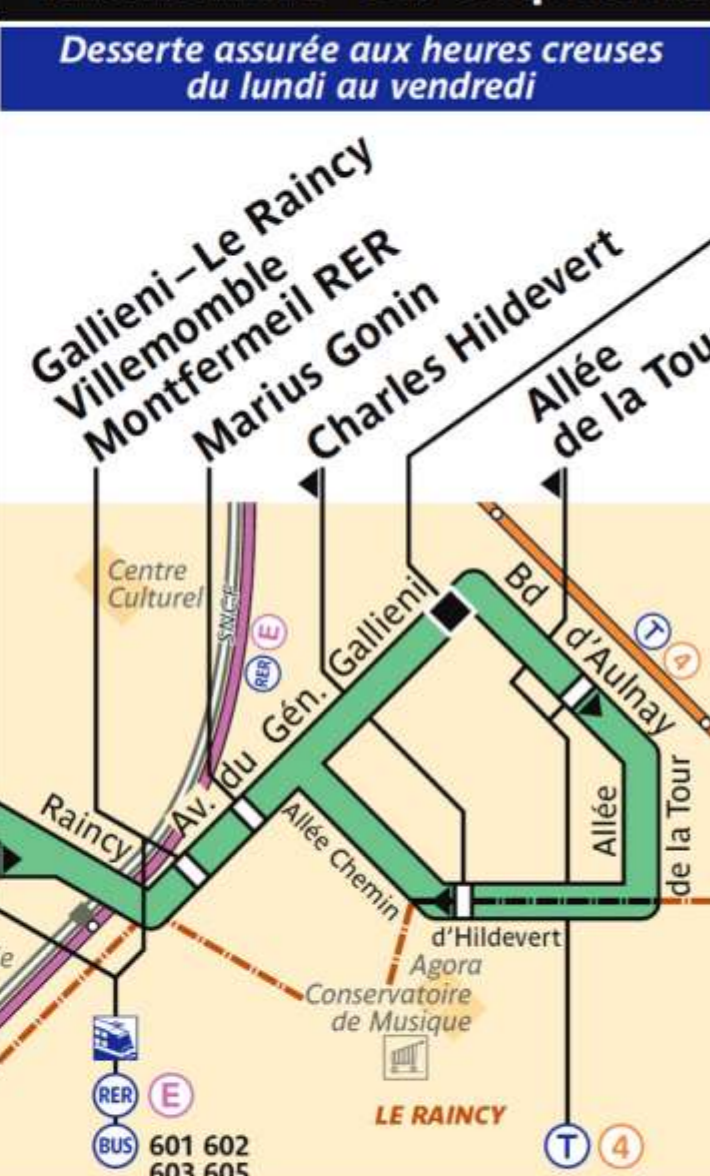 Desserte assurée aux heures creuses
du lundi au vendredi
Gallieni–Le Raincy
Villemomble
Montfermeil RER
Marius Gonin
Charles Hildevert
Allée
de la Tou
Centre
Culturel
SNCF
E
RER
Av. du Gén. Gallieni
Bd d'Aulnay
T
4
Raincy
Allée Chemin
d'Hildevert
Allée
de la Tour
e
Agora
Conservatoire
de Musique
LE RAINCY
RER E
BUS 601 602
603 605
T 4